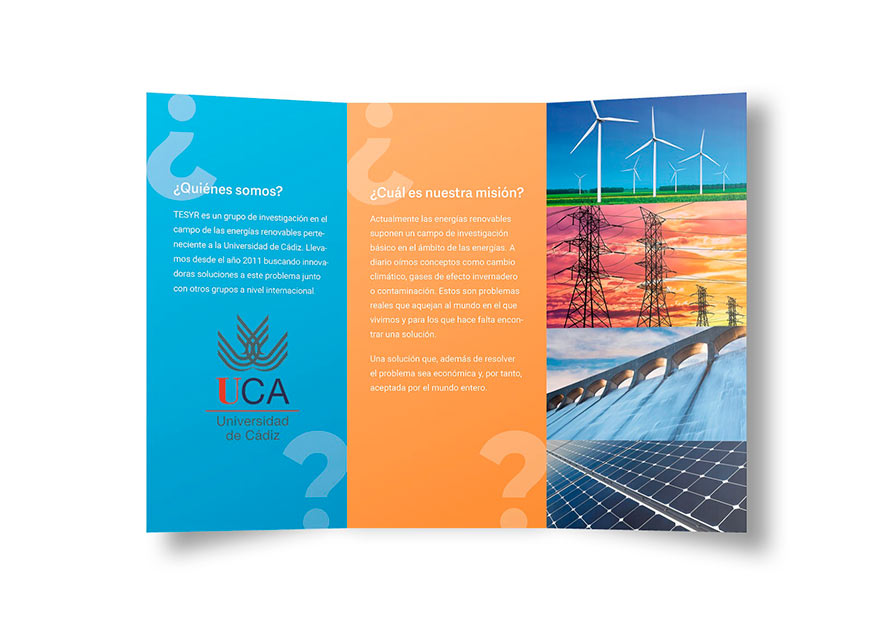 ¿
¿Quiénes somos?
TESYR es un grupo de investigación en el
campo de las energías renovables perte-
neciente a la Universidad de Cádiz. Lleva-
mos desde el año 2011 buscando innova-
doras soluciones a este problema junto
con otros grupos a nivel internacional.
UCA
Universidad
de Cádiz
?
¿
¿Cuál es nuestra misión?
Actualmente las energías renovables
suponen un campo de investigación
básico en el ámbito de las energías. A
diario oímos conceptos como cambio
climático, gases de efecto invernadero
o contaminación. Estos son problemas
reales que aquejan al mundo en el que
vivimos y para los que hace falta encon-
trar una solución.
Una solución que, además de resolver
el problema sea económica y, por tanto,
aceptada por el mundo entero.
?